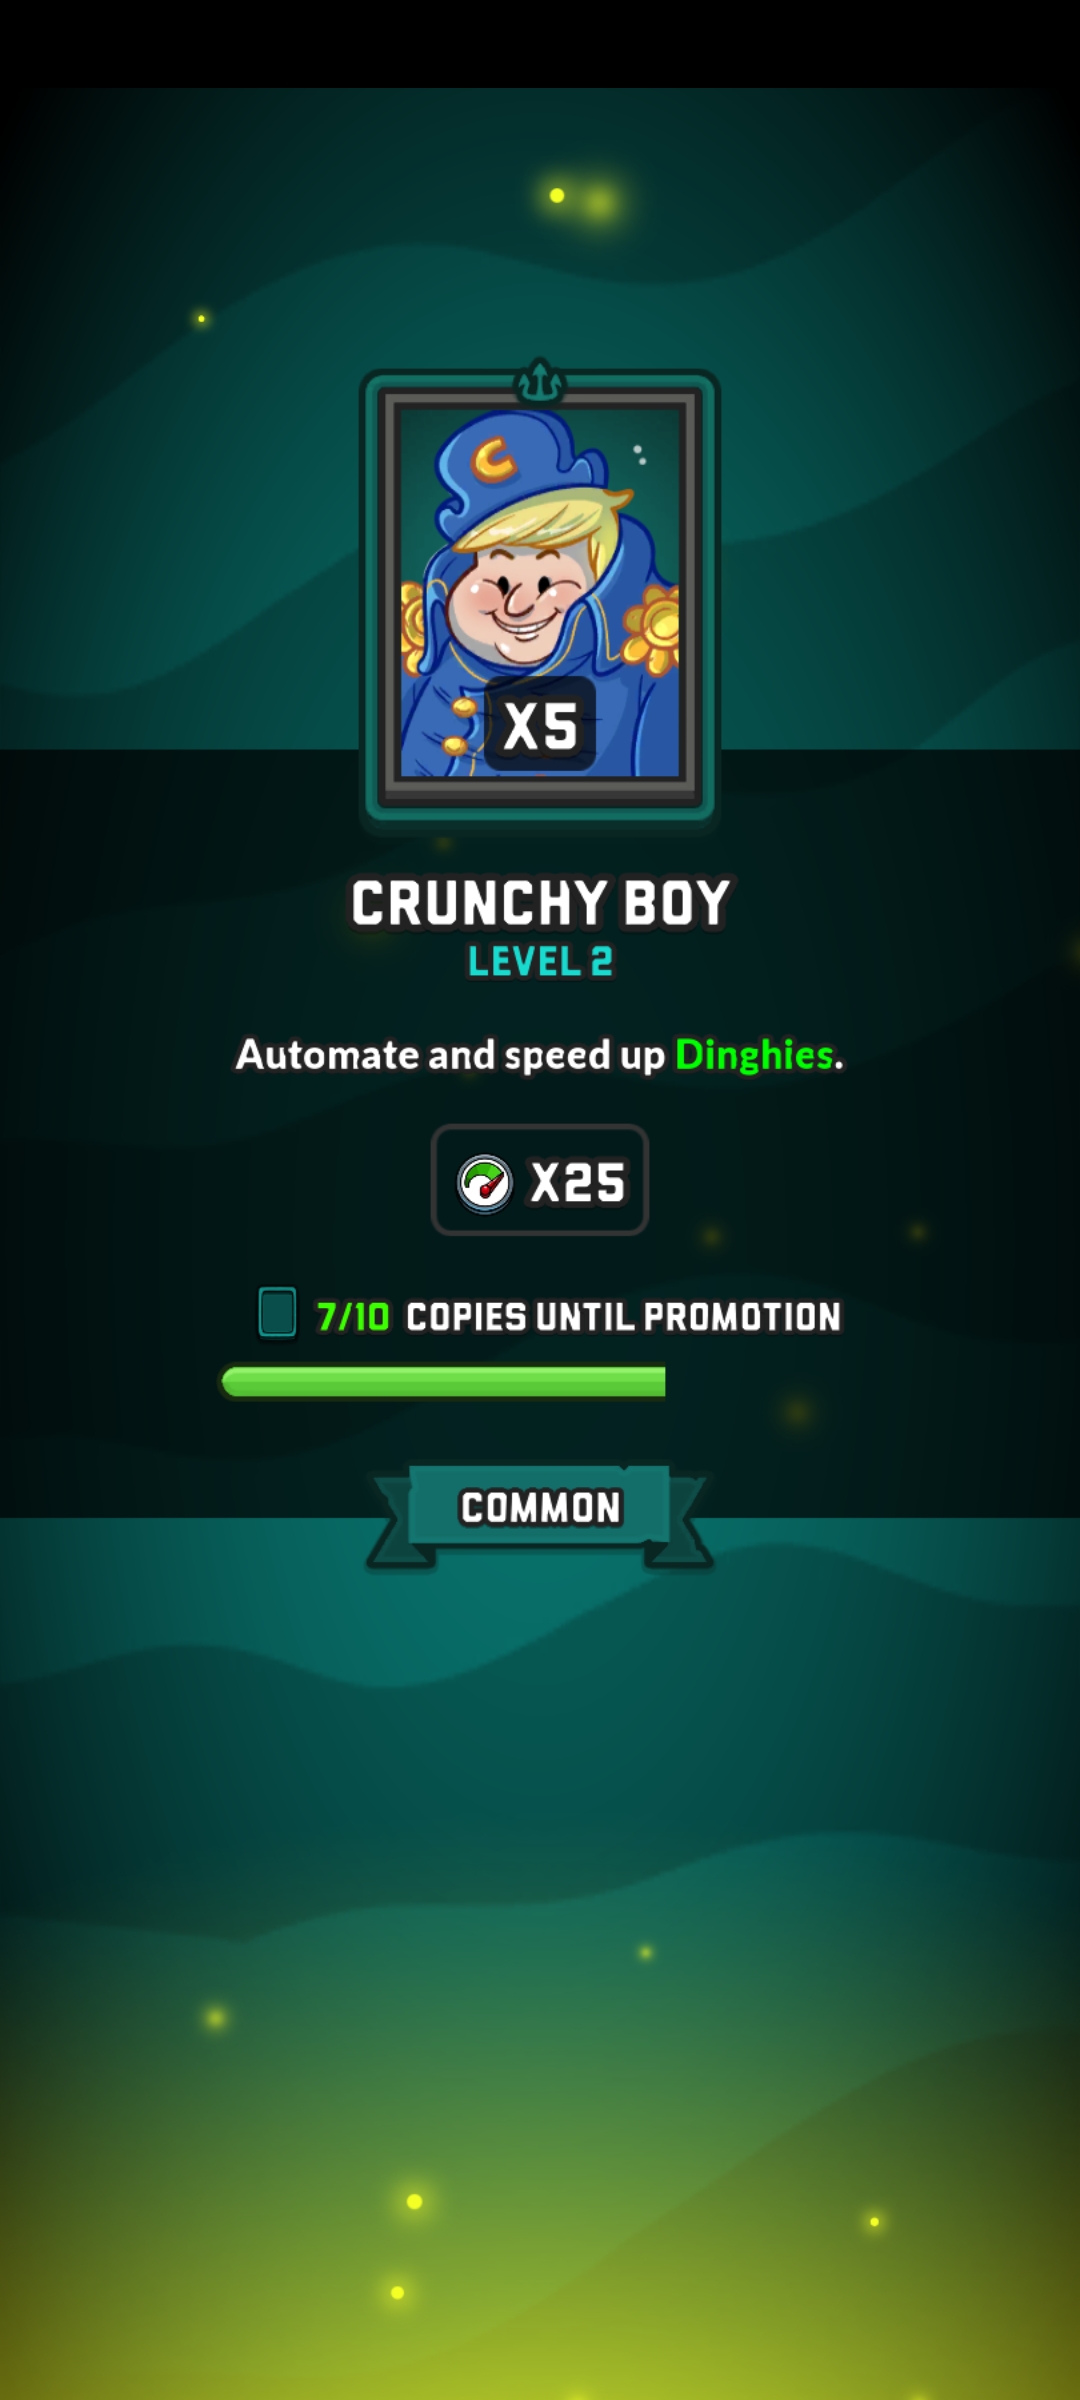 C
X5
CRUNCHY BOY
LEVEL 2
Automate and speed up Dinghies.
X25
7/10 COPIES UNTIL PROMOTION
COMMON